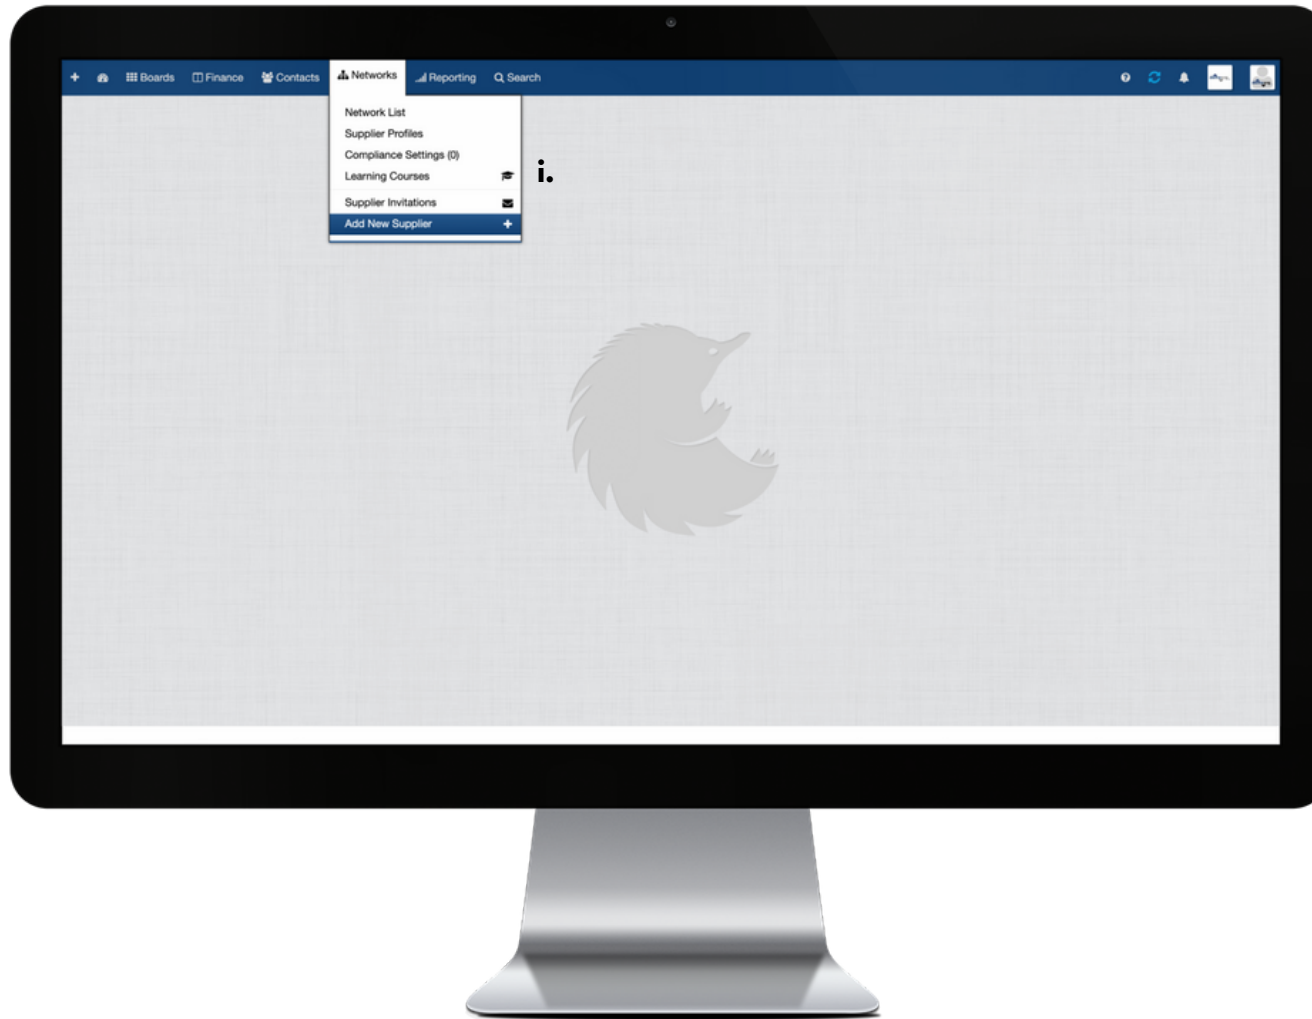 Boards Finance Contacts Networks Reporting Search
Network List
Supplier Profiles
Compliance Settings (0)
Learning Courses
i.
Supplier Invitations
Add New Supplier